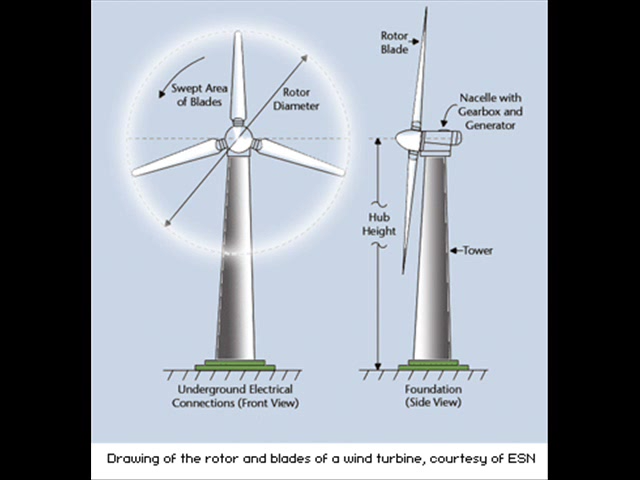 Swept Area
of Blades
Rotor
Diameter
Rotor
Blade
Nacelle with
Gearbox and
Generator
Hub
Height
Tower
Underground Electrical
Connections (Front View)
Foundation
(Side View)
Drawing of the rotor and blades of a wind turbine, courtesy of ESN